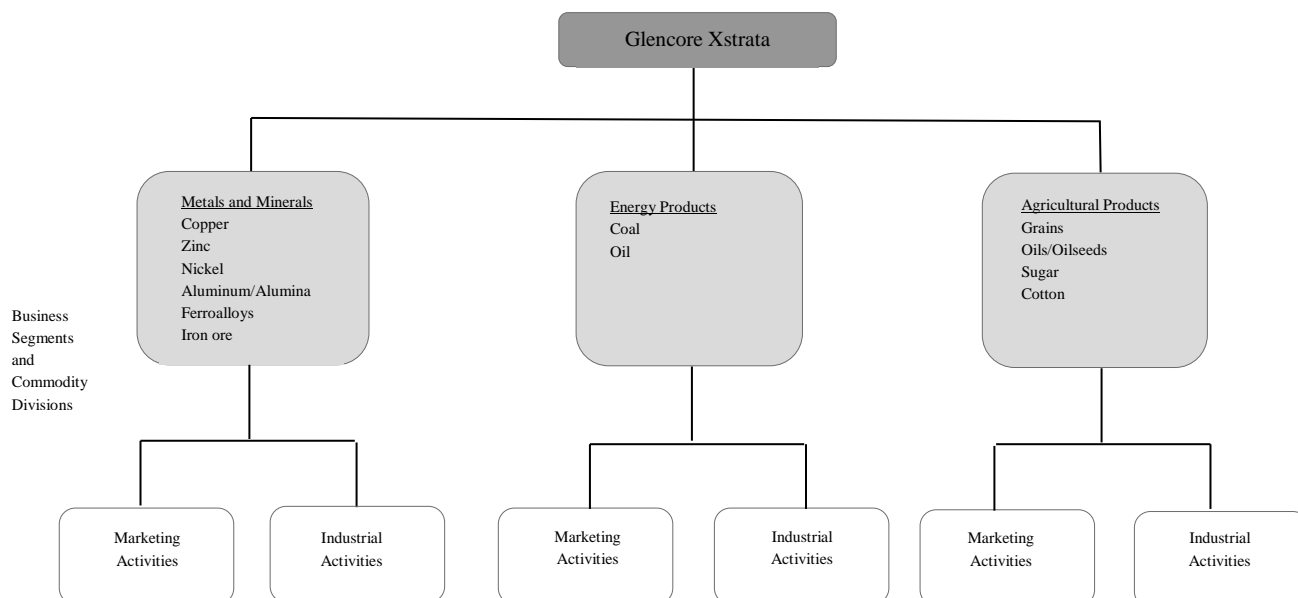 Glencore Xstrata
Metals and Minerals
Copper
Zinc
Nickel
Aluminum/Alumina
Ferroalloys
Iron ore
Energy Products
Coal
Oil
Agricultural Products
Grains
Oils/Oilseeds
Sugar
Cotton
Business
Segments
and
Commodity
Divisions
Marketing
Activities
Industrial
Activities
Marketing
Activities
Industrial
Activities
Marketing
Activities
Industrial
Activities